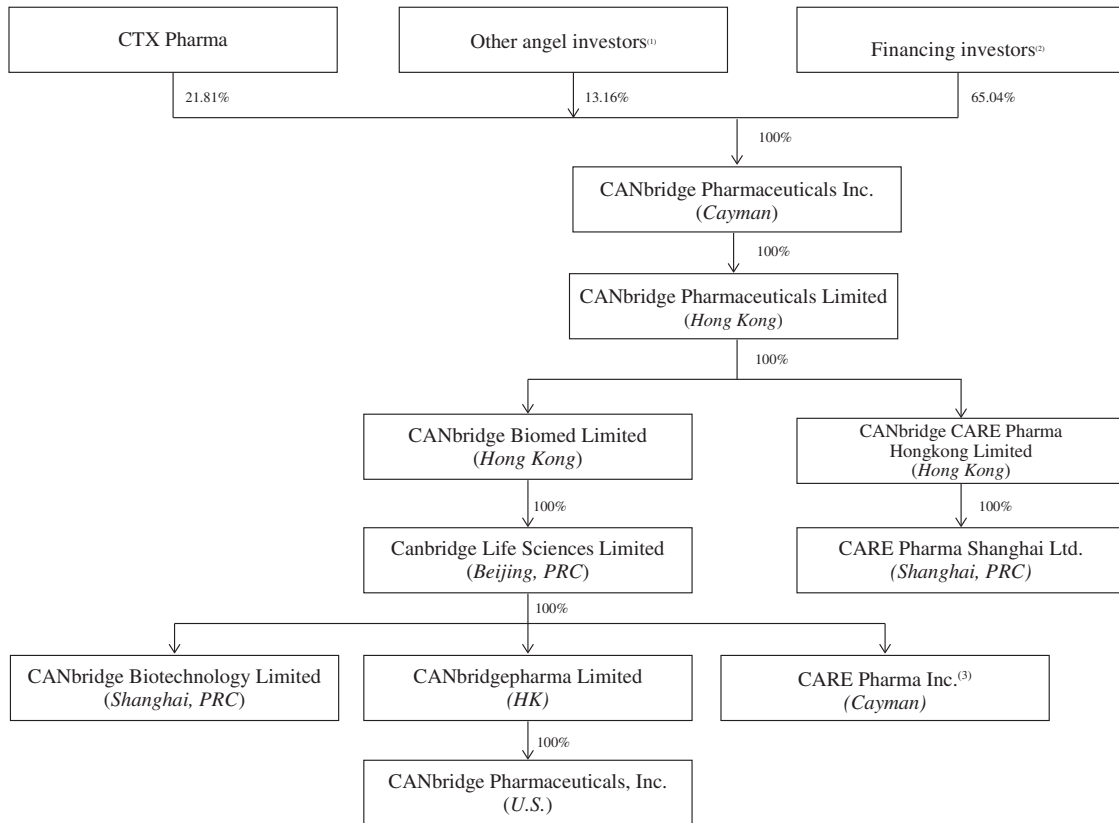 CTX Pharma
Other angel investors(1)
Financing investors(2)
21.81%
13.16%
65.04%
100%
CANbridge Pharmaceuticals Inc.
(Cayman)
100%
CANbridge Pharmaceuticals Limited
(Hong Kong)
100%
CANbridge Biomed Limited
(Hong Kong)
CANbridge CARE Pharma
Hongkong Limited
(Hong Kong)
100%
100%
Canbridge Life Sciences Limited
(Beijing, PRC)
CARE Pharma Shanghai Ltd.
(Shanghai, PRC)
100%
CANbridge Biotechnology Limited
(Shanghai, PRC)
CANbridgepharma Limited
(HK)
CARE Pharma Inc.(3)
(Cayman)
100%
CANbridge Pharmaceuticals, Inc.
(U.S.)